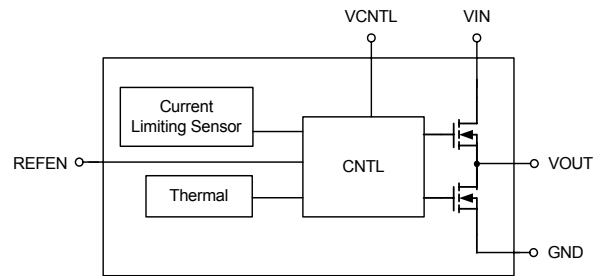 VCNTL
VIN
Current
Limiting Sensor
REFEN
CNTL
VOUT
Thermal
GND